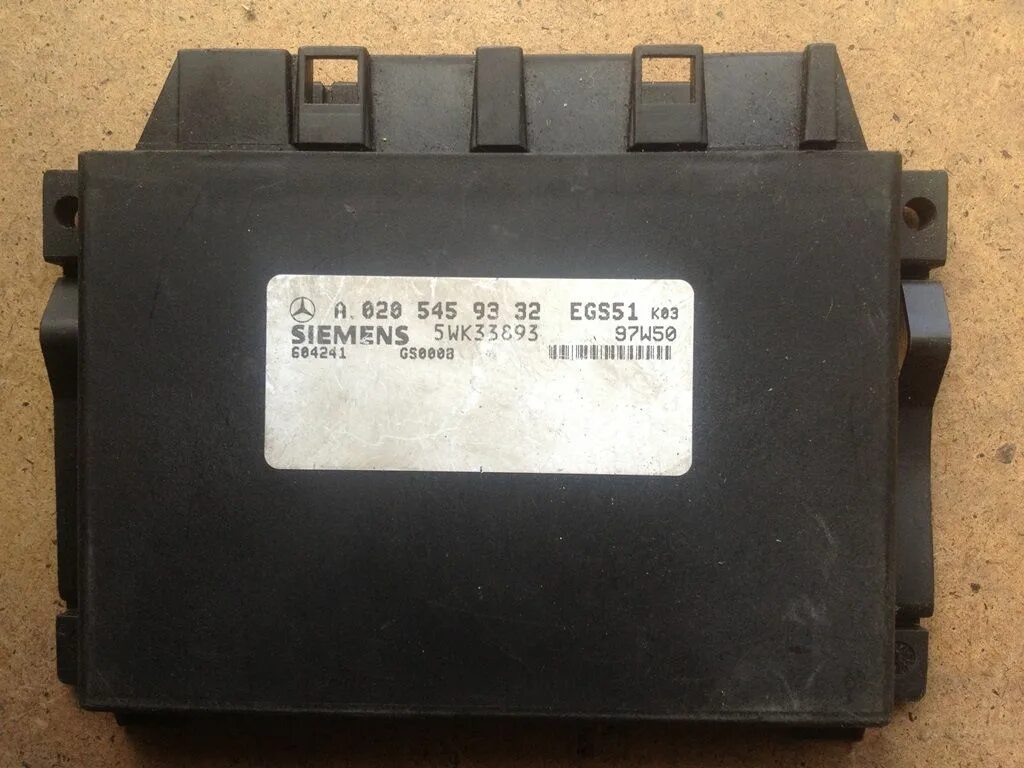 A. 020 545 93 32 EGS51 K03
SIEMENS 5WK33893 97W50
604241 GS0008